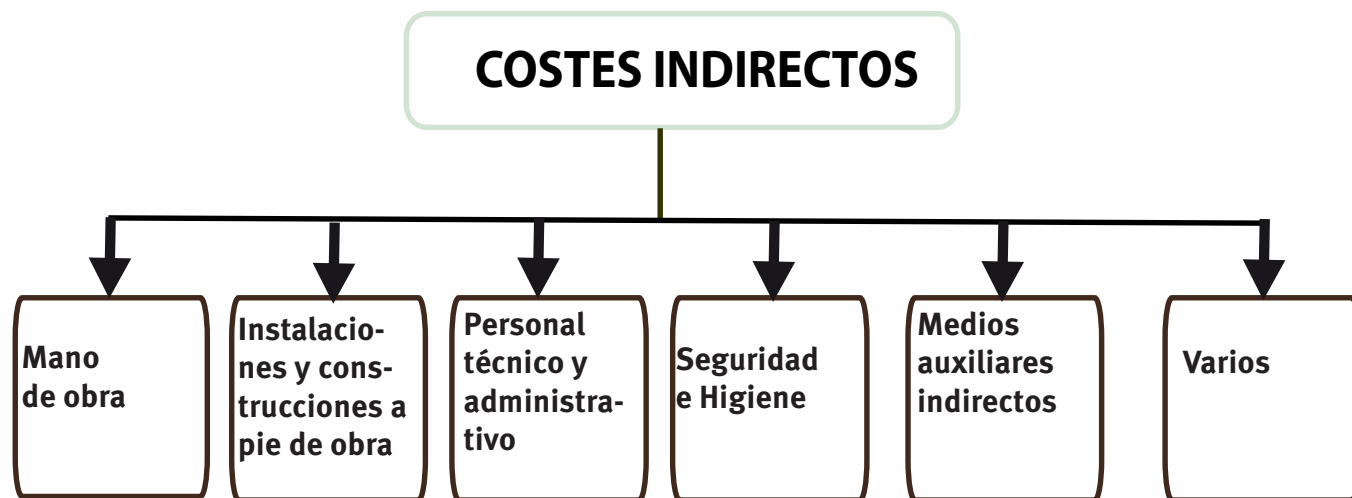 COSTES INDIRECTOS
Mano
de obra
Instalacio-
nes y cons-
trucciones a
pie de obra
Personal
técnico y
administra-
tivo
Seguridad
e Higiene
Medios
auxiliares
indirectos
Varios